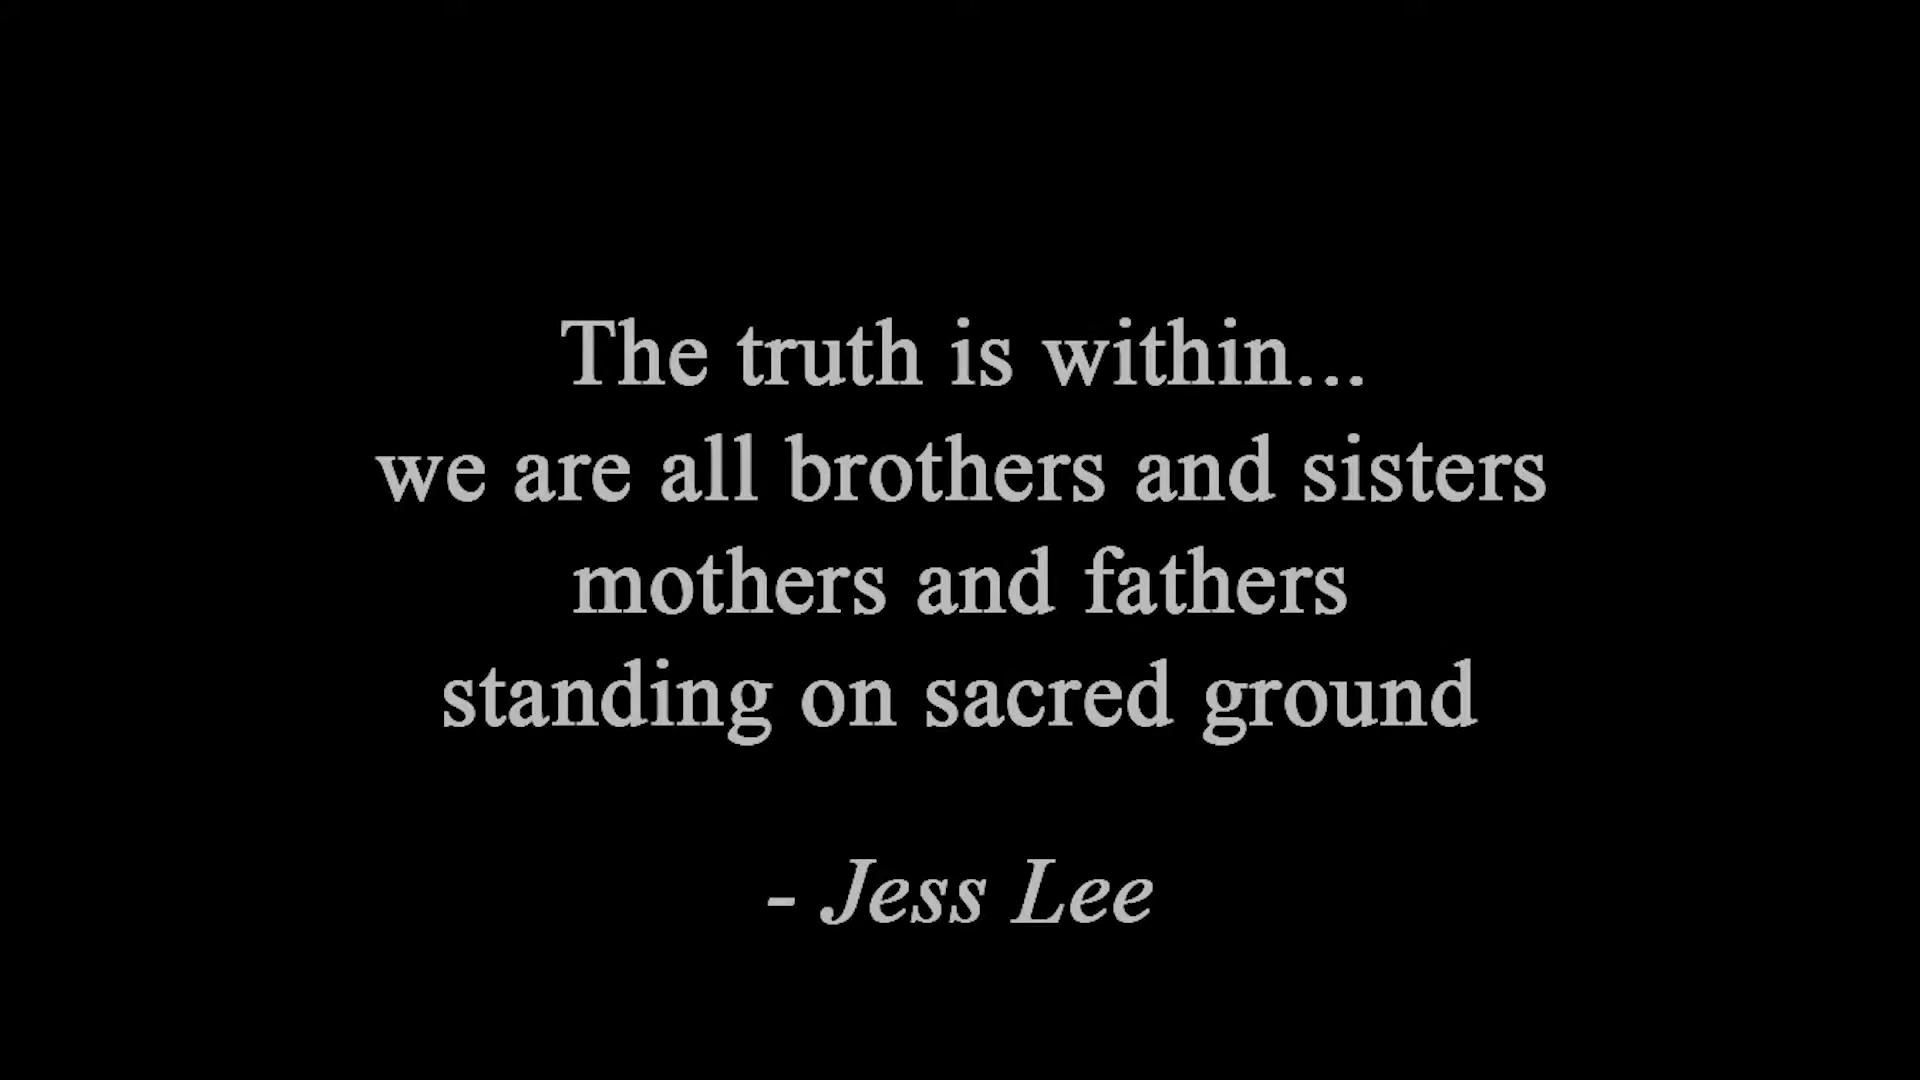 The truth is within...
we are all brothers and sisters
mothers and fathers
standing on sacred ground
- Jess Lee